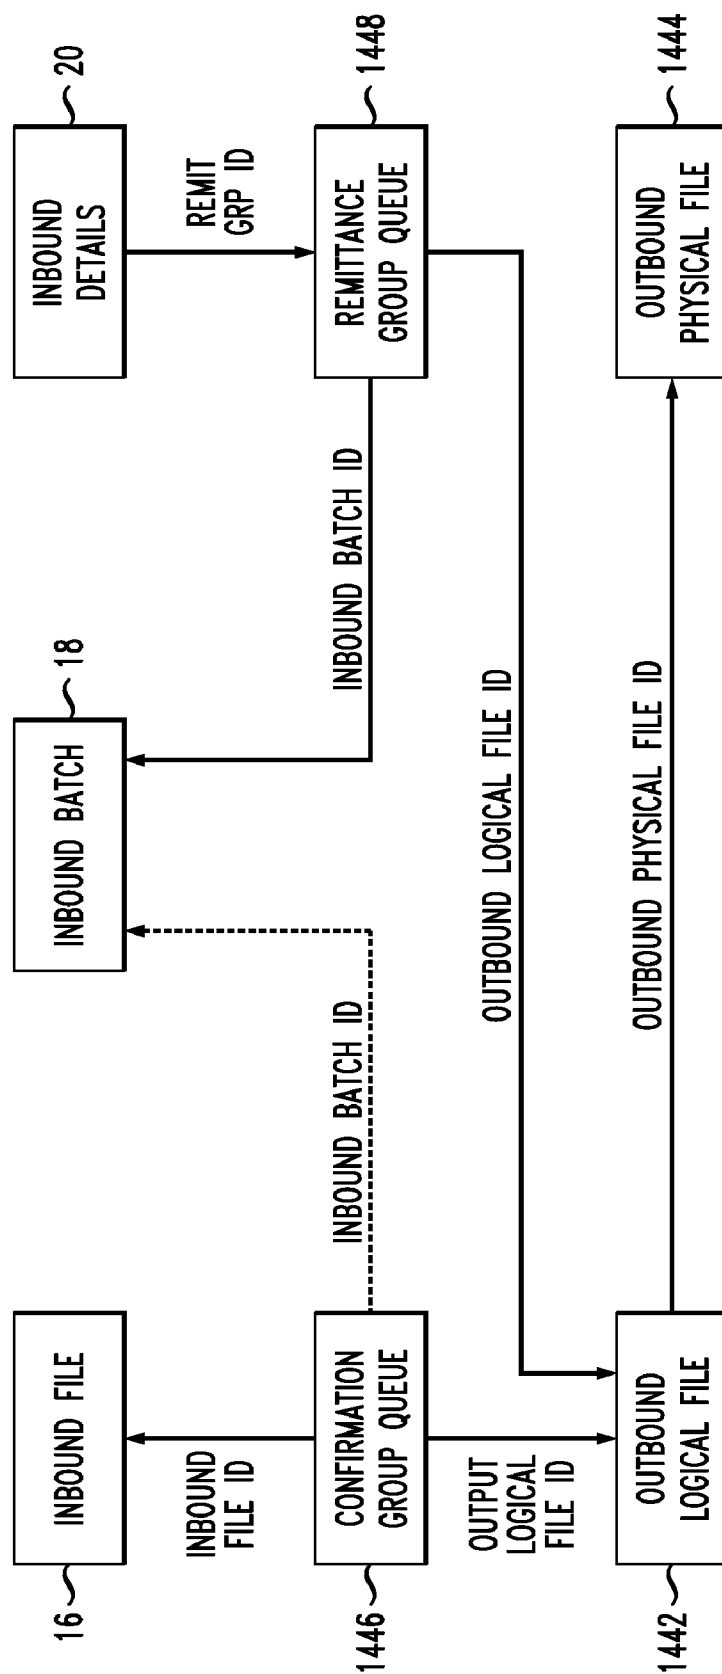 16
INBOUND FILE
INBOUND BATCH
18
INBOUND
DETAILS
20
INBOUND
FILE ID
REMIT
GRP ID
1446
CONFIRMATION
GROUP QUEUE
INBOUND BATCH ID
INBOUND BATCH ID
REMITTANCE
GROUP QUEUE
1448
OUTPUT
LOGICAL
FILE ID
OUTBOUND LOGICAL FILE ID
1442
OUTBOUND
LOGICAL FILE
OUTBOUND PHYSICAL FILE ID
OUTBOUND
PHYSICAL FILE
1444